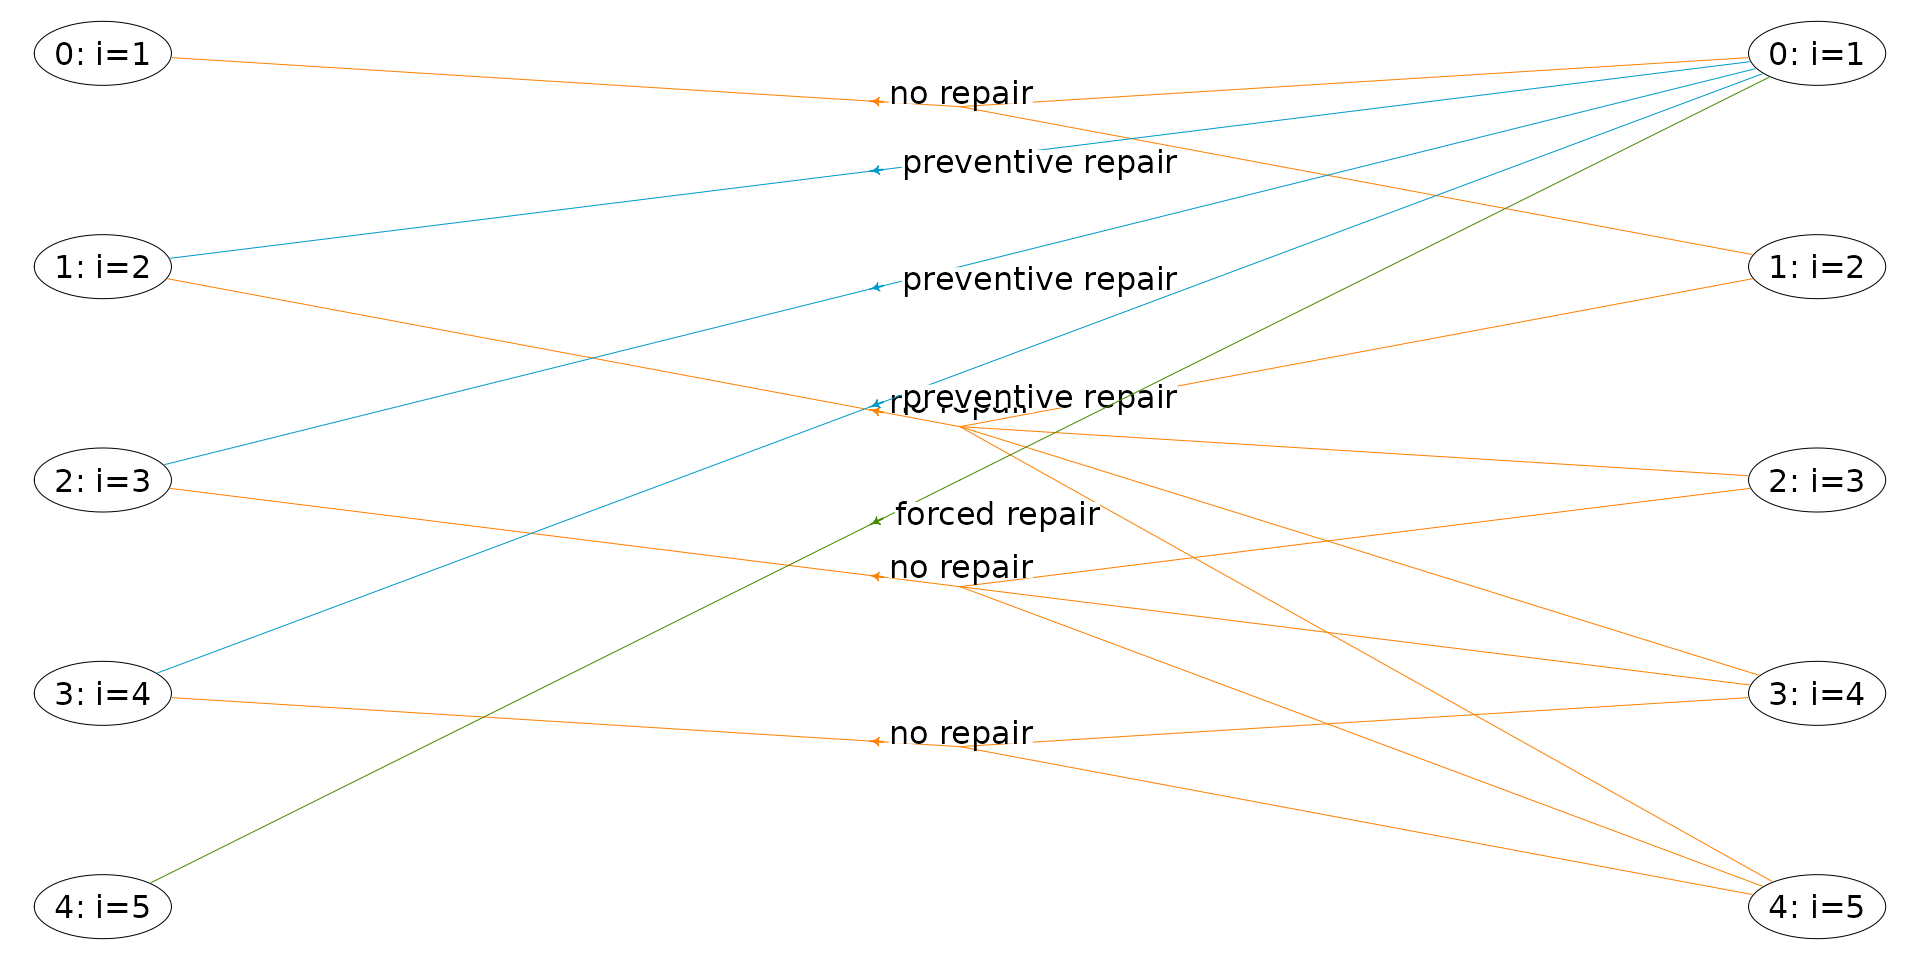 0: i=1
0: i=1
no repair
preventive repair
1: i=2
1: i=2
preventive repair
preventive repair
no repair
2: i=3
2: i=3
forced repair
no repair
3: i=4
3: i=4
no repair
4: i=5
4: i=5